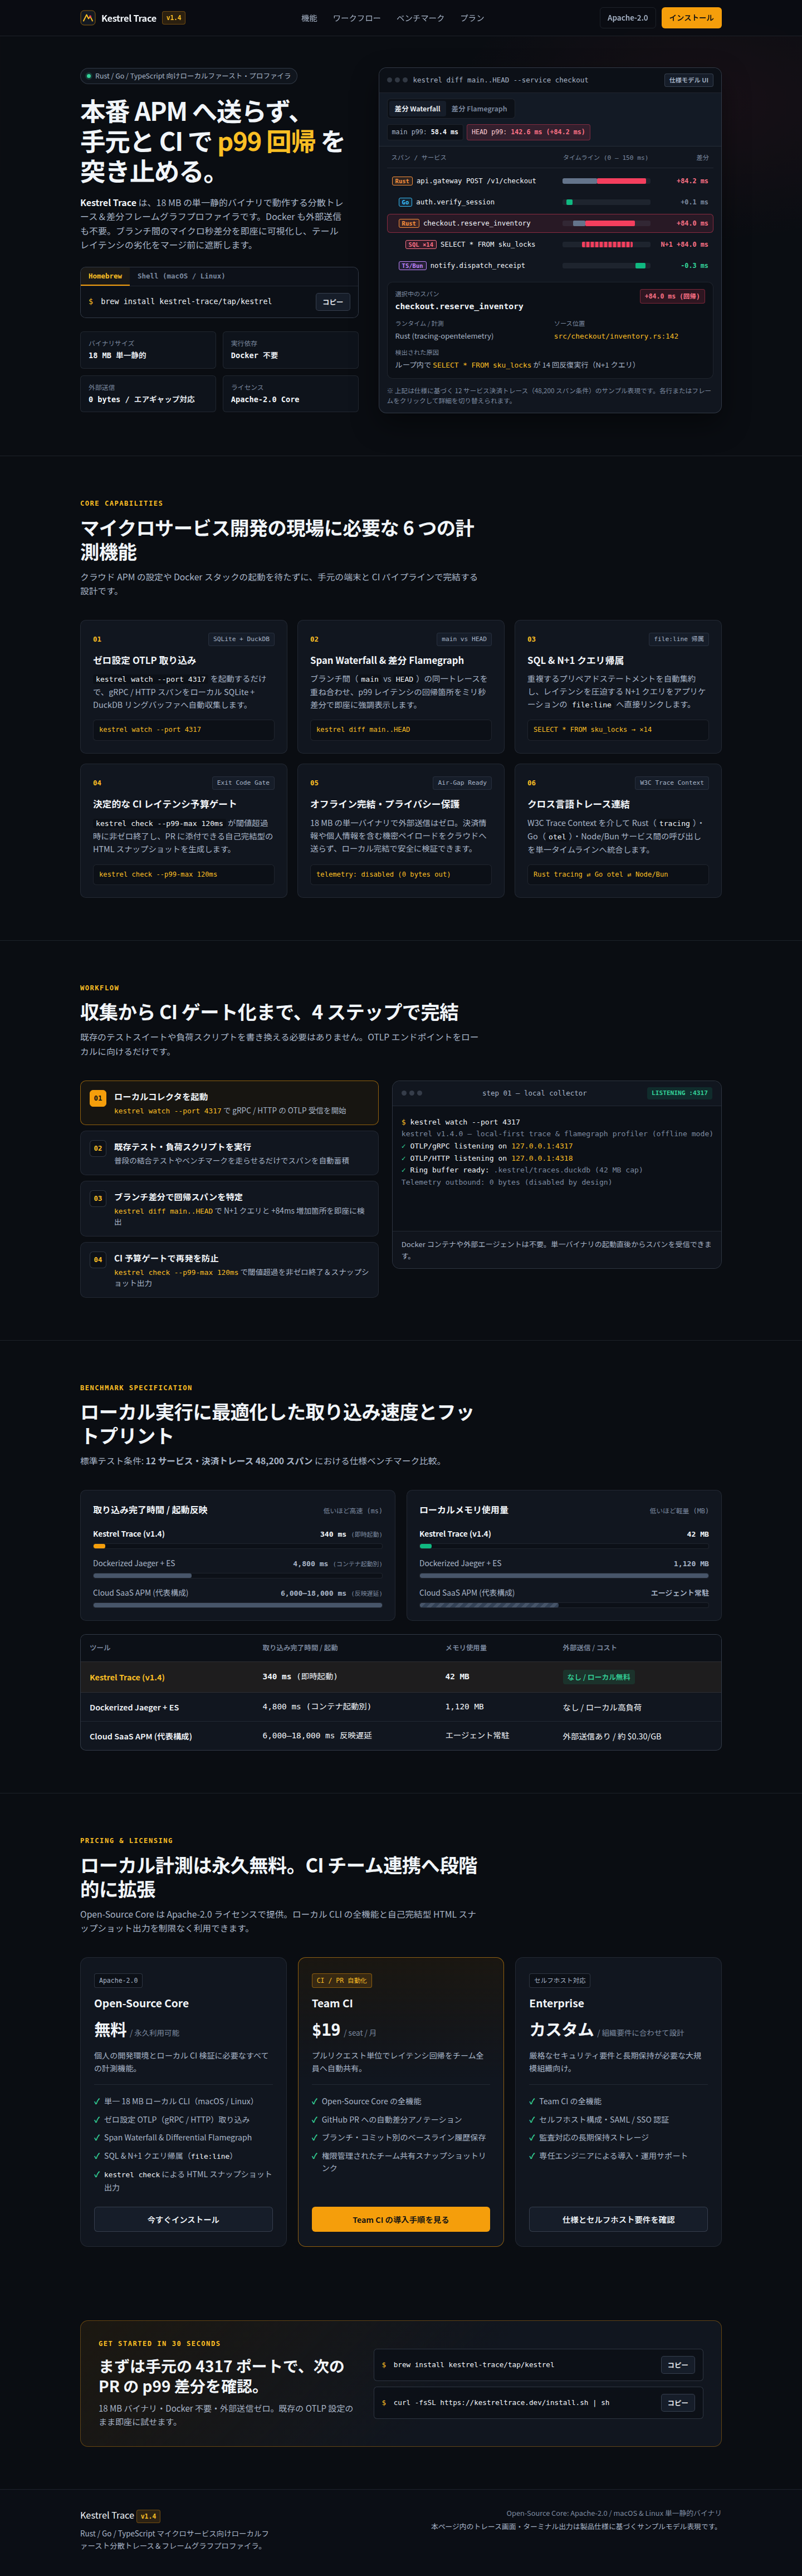 Kestrel Trace v1.4
機能 ワークフロー ベンチマーク プラン
Apache-2.0 インストール
Rust / Go / TypeScript 向けローカルファースト・プロファイラ
本番 APM へ送らず、
手元と CI で p99 回帰 を
突き止める。
Kestrel Trace は、18 MB の単一静的バイナリで動作する分散トレ
ース＆差分フレームグラフプロファイラです。Docker も外部送信
も不要。ブランチ間のマイクロ秒差分を即座に可視化し、テール
レイテンシの劣化をマージ前に遮断します。
Homebrew Shell (macOS / Linux)
$ brew install kestrel-trace/tap/kestrel コピー
バイナリサイズ
18 MB 単一静的
実行依存
Docker 不要
外部送信
0 bytes / エアギャップ対応
ライセンス
Apache-2.0 Core
kestrel diff main..HEAD --service checkout 仕様モデル UI
差分 Waterfall 差分 Flamegraph
main p99: 58.4 ms HEAD p99: 142.6 ms (+84.2 ms)
スパン / サービス タイムライン (0 — 150 ms) 差分
Rust api.gateway POST /v1/checkout +84.2 ms
Go auth.verify_session +0.1 ms
Rust checkout.reserve_inventory +84.0 ms
SQL ×14 SELECT * FROM sku_locks N+1 +84.0 ms
TS/Bun notify.dispatch_receipt -0.3 ms
選択中のスパン
checkout.reserve_inventory
+84.0 ms (回帰)
ランタイム / 計測
Rust (tracing-opentelemetry)
ソース位置
src/checkout/inventory.rs:142
検出された原因
ループ内で SELECT * FROM sku_locks が 14 回反復実行（N+1 クエリ）
※ 上記は仕様に基づく 12 サービス決済トレース（48,200 スパン条件）のサンプル表現です。各行またはフレー
ムをクリックして詳細を切り替えられます。
CORE CAPABILITIES
マイクロサービス開発の現場に必要な 6 つの計
測機能
クラウド APM の設定や Docker スタックの起動を待たずに、手元の端末と CI パイプラインで完結する
設計です。
01 SQLite + DuckDB
ゼロ設定 OTLP 取り込み
kestrel watch --port 4317 を起動するだけ
で、gRPC / HTTP スパンをローカル SQLite +
DuckDB リングバッファへ自動収集します。
kestrel watch --port 4317
02 main vs HEAD
Span Waterfall & 差分 Flamegraph
ブランチ間（ main vs HEAD ）の同一トレースを
重ね合わせ、p99 レイテンシの回帰箇所をミリ秒
差分で即座に強調表示します。
kestrel diff main..HEAD
03 file:line 帰属
SQL & N+1 クエリ帰属
重複するプリペアドステートメントを自動集約
し、レイテンシを圧迫する N+1 クエリをアプリケ
ーションの file:line へ直接リンクします。
SELECT * FROM sku_locks → ×14
04 Exit Code Gate
決定的な CI レイテンシ予算ゲート
kestrel check --p99-max 120ms が閾値超過
時に非ゼロ終了し、PR に添付できる自己完結型の
HTML スナップショットを生成します。
kestrel check --p99-max 120ms
05 Air-Gap Ready
オフライン完結・プライバシー保護
18 MB の単一バイナリで外部送信はゼロ。決済情
報や個人情報を含む機密ペイロードをクラウドへ
送らず、ローカル完結で安全に検証できます。
telemetry: disabled (0 bytes out)
06 W3C Trace Context
クロス言語トレース連結
W3C Trace Context を介して Rust（ tracing ）・
Go（ otel ）・Node/Bun サービス間の呼び出し
を単一タイムラインへ統合します。
Rust tracing ⇄ Go otel ⇄ Node/Bun
WORKFLOW
収集から CI ゲート化まで、4 ステップで完結
既存のテストスイートや負荷スクリプトを書き換える必要はありません。OTLP エンドポイントをロー
カルに向けるだけです。
01 ローカルコレクタを起動
kestrel watch --port 4317 で gRPC / HTTP の OTLP 受信を開始
02 既存テスト・負荷スクリプトを実行
普段の結合テストやベンチマークを走らせるだけでスパンを自動蓄積
03 ブランチ差分で回帰スパンを特定
kestrel diff main..HEAD で N+1 クエリと +84ms 増加箇所を即座に検
出
04 CI 予算ゲートで再発を防止
kestrel check --p99-max 120ms で閾値超過を非ゼロ終了＆スナップシ
ョット出力
step 01 — local collector LISTENING :4317
$ kestrel watch --port 4317
kestrel v1.4.0 — local-first trace & flamegraph profiler (offline mode)
✓ OTLP/gRPC listening on 127.0.0.1:4317
✓ OTLP/HTTP listening on 127.0.0.1:4318
✓ Ring buffer ready: .kestrel/traces.duckdb (42 MB cap)
Telemetry outbound: 0 bytes (disabled by design)
Docker コンテナや外部エージェントは不要。単一バイナリの起動直後からスパンを受信できま
す。
BENCHMARK SPECIFICATION
ローカル実行に最適化した取り込み速度とフッ
トプリント
標準テスト条件: 12 サービス・決済トレース 48,200 スパン における仕様ベンチマーク比較。
取り込み完了時間 / 起動反映 低いほど高速 (ms)
Kestrel Trace (v1.4) 340 ms (即時起動)
Dockerized Jaeger + ES 4,800 ms (コンテナ起動別)
Cloud SaaS APM (代表構成) 6,000–18,000 ms (反映遅延)
ローカルメモリ使用量 低いほど軽量 (MB)
Kestrel Trace (v1.4) 42 MB
Dockerized Jaeger + ES 1,120 MB
Cloud SaaS APM (代表構成) エージェント常駐
ツール 取り込み完了時間 / 起動 メモリ使用量 外部送信 / コスト
Kestrel Trace (v1.4) 340 ms (即時起動) 42 MB なし / ローカル無料
Dockerized Jaeger + ES 4,800 ms (コンテナ起動別) 1,120 MB なし / ローカル高負荷
Cloud SaaS APM (代表構成) 6,000–18,000 ms 反映遅延 エージェント常駐 外部送信あり / 約 $0.30/GB
PRICING & LICENSING
ローカル計測は永久無料。CI チーム連携へ段階
的に拡張
Open-Source Core は Apache-2.0 ライセンスで提供。ローカル CLI の全機能と自己完結型 HTML スナ
ップショット出力を制限なく利用できます。
Apache-2.0
Open-Source Core
無料 / 永久利用可能
個人の開発環境とローカル CI 検証に必要なすべて
の計測機能。
✓ 単一 18 MB ローカル CLI（macOS / Linux）
✓ ゼロ設定 OTLP（gRPC / HTTP）取り込み
✓ Span Waterfall & Differential Flamegraph
✓ SQL & N+1 クエリ帰属（file:line）
✓ kestrel check による HTML スナップショット
出力
今すぐインストール
CI / PR 自動化
Team CI
$19 / seat / 月
プルリクエスト単位でレイテンシ回帰をチーム全
員へ自動共有。
✓ Open-Source Core の全機能
✓ GitHub PR への自動差分アノテーション
✓ ブランチ・コミット別のベースライン履歴保存
✓ 権限管理されたチーム共有スナップショットリ
ンク
Team CI の導入手順を見る
セルフホスト対応
Enterprise
カスタム / 組織要件に合わせて設計
厳格なセキュリティ要件と長期保持が必要な大規
模組織向け。
✓ Team CI の全機能
✓ セルフホスト構成・SAML / SSO 認証
✓ 監査対応の長期保持ストレージ
✓ 専任エンジニアによる導入・運用サポート
仕様とセルフホスト要件を確認
GET STARTED IN 30 SECONDS
まずは手元の 4317 ポートで、次の
PR の p99 差分を確認。
18 MB バイナリ・Docker 不要・外部送信ゼロ。既存の OTLP 設定の
まま即座に試せます。
$ brew install kestrel-trace/tap/kestrel コピー
$ curl -fsSL https://kestreltrace.dev/install.sh | sh コピー
Kestrel Trace v1.4
Rust / Go / TypeScript マイクロサービス向けローカルフ
ァースト分散トレース＆フレームグラフプロファイラ。
Open-Source Core: Apache-2.0 / macOS & Linux 単一静的バイナリ
本ページ内のトレース画面・ターミナル出力は製品仕様に基づくサンプルモデル表現です。